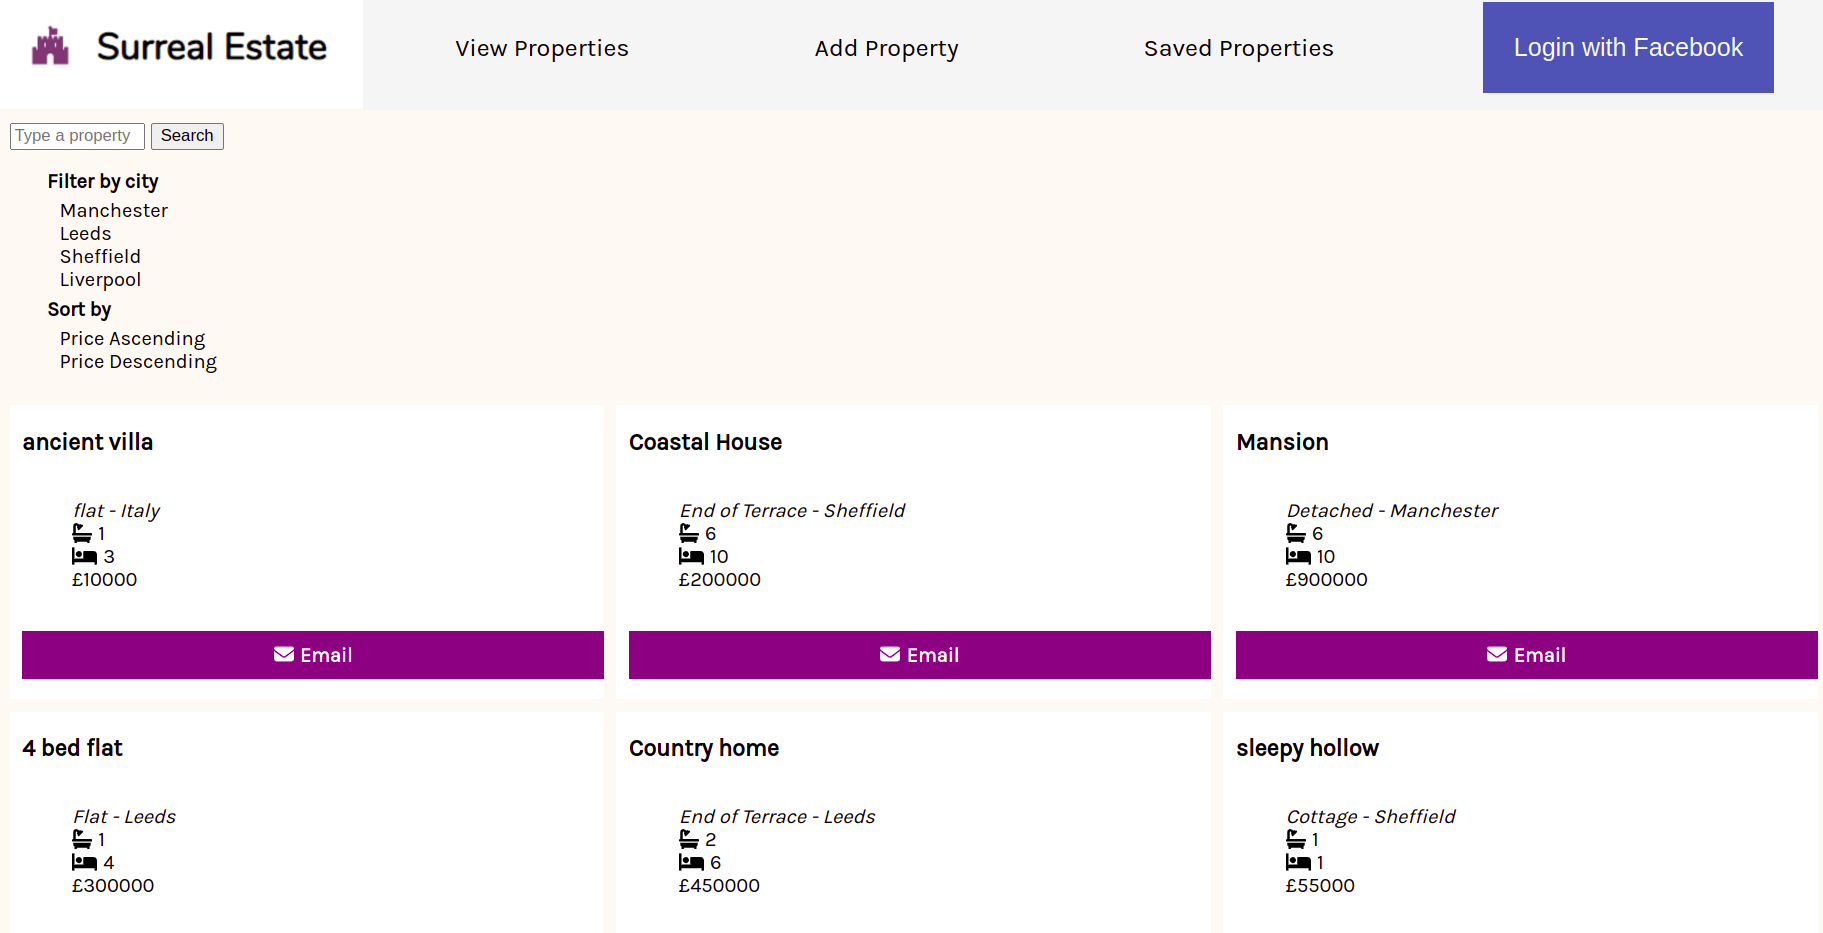 Surreal Estate
View Properties
Add Property
Saved Properties
Login with Facebook
Type a property
Search
Filter by city
Manchester
Leeds
Sheffield
Liverpool
Sort by
Price Ascending
Price Descending
ancient villa
flat - Italy
1
3
£10000
Email
Coastal House
End of Terrace - Sheffield
6
10
£200000
Email
Mansion
Detached - Manchester
6
10
£900000
Email
4 bed flat
Flat - Leeds
1
4
£300000
Country home
End of Terrace - Leeds
2
6
£450000
sleepy hollow
Cottage - Sheffield
1
1
£55000